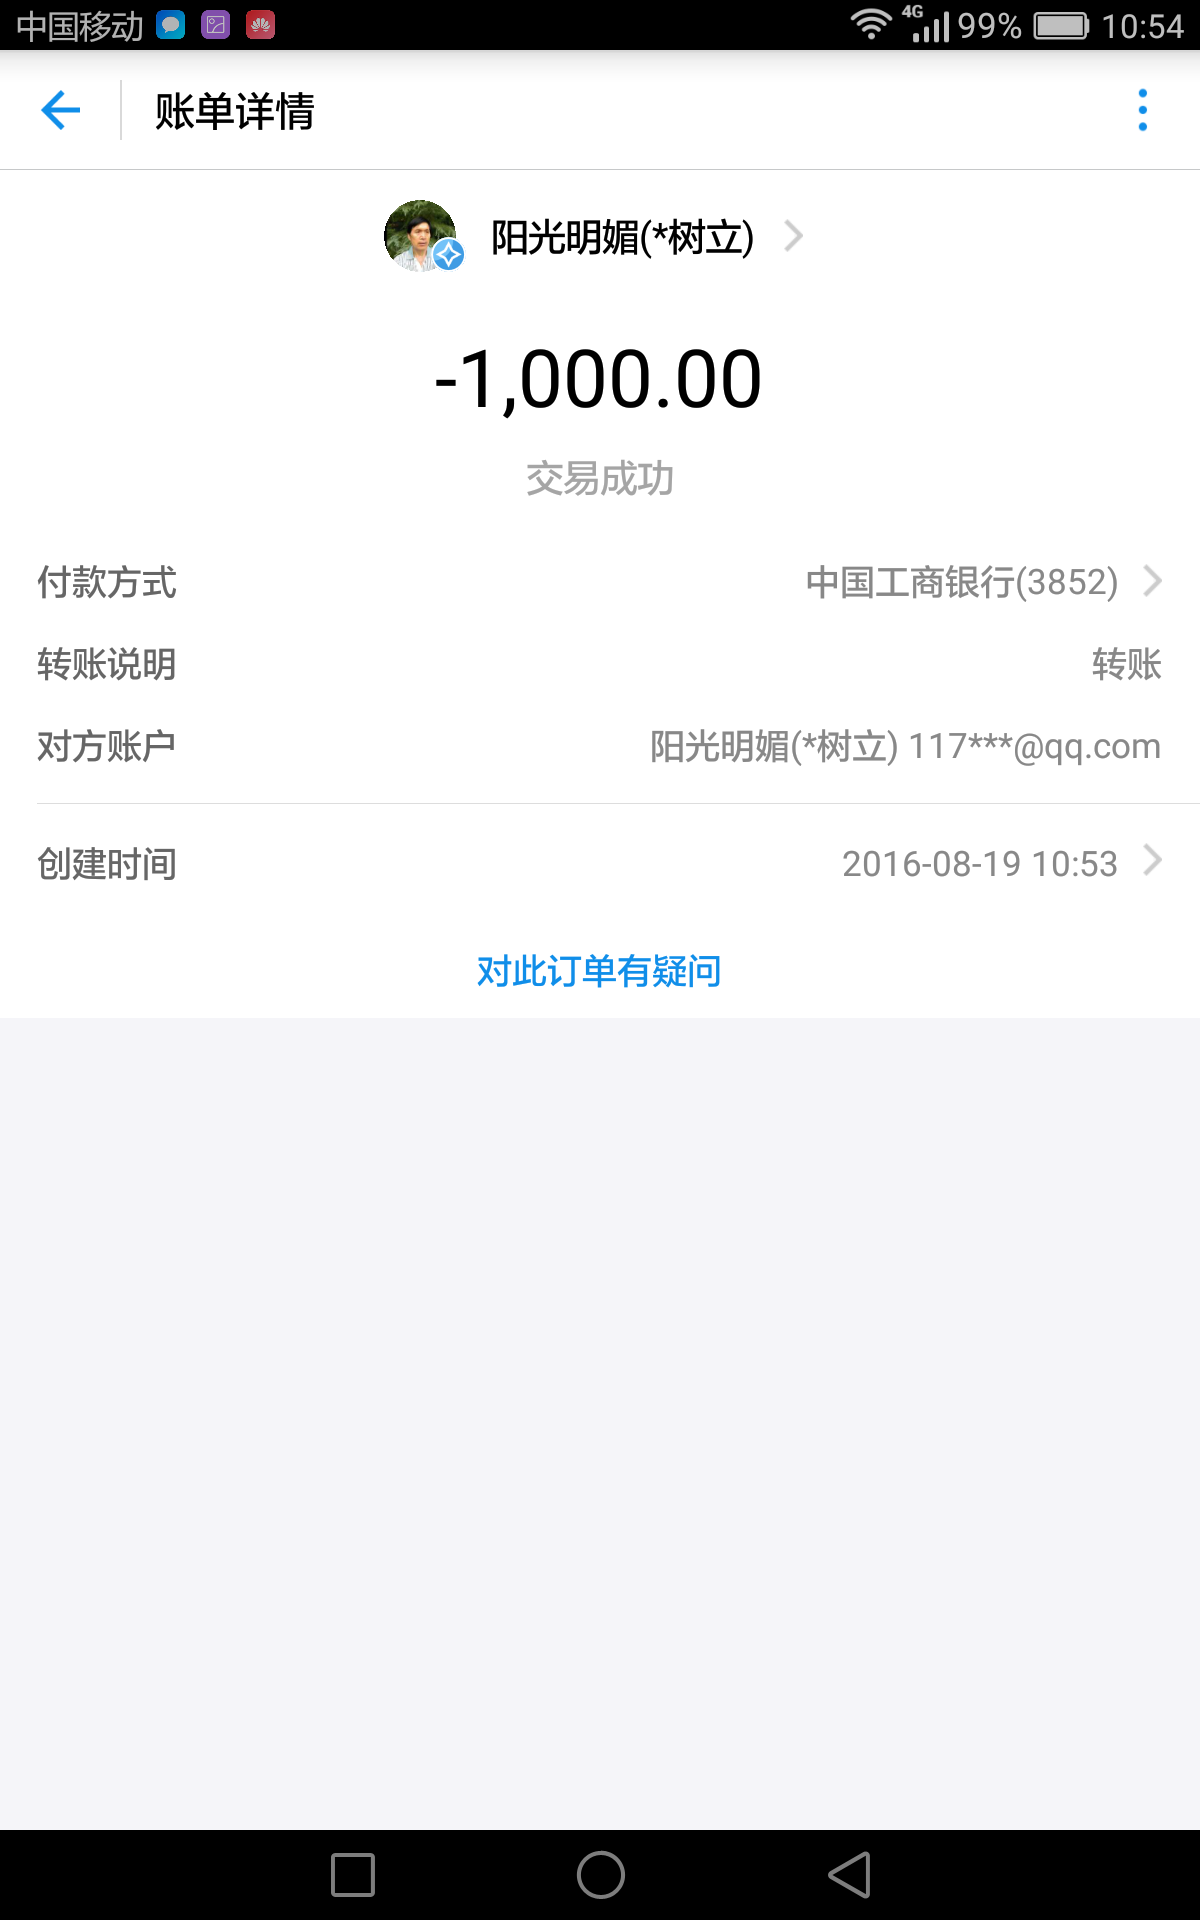 中国移动 4G 99% 10:54
账单详情
阳光明媚(*树立)
-1,000.00
交易成功
付款方式 中国工商银行(3852)
转账说明 转账
对方账户 阳光明媚(*树立) 117***@qq.com
创建时间 2016-08-19 10:53
对此订单有疑问